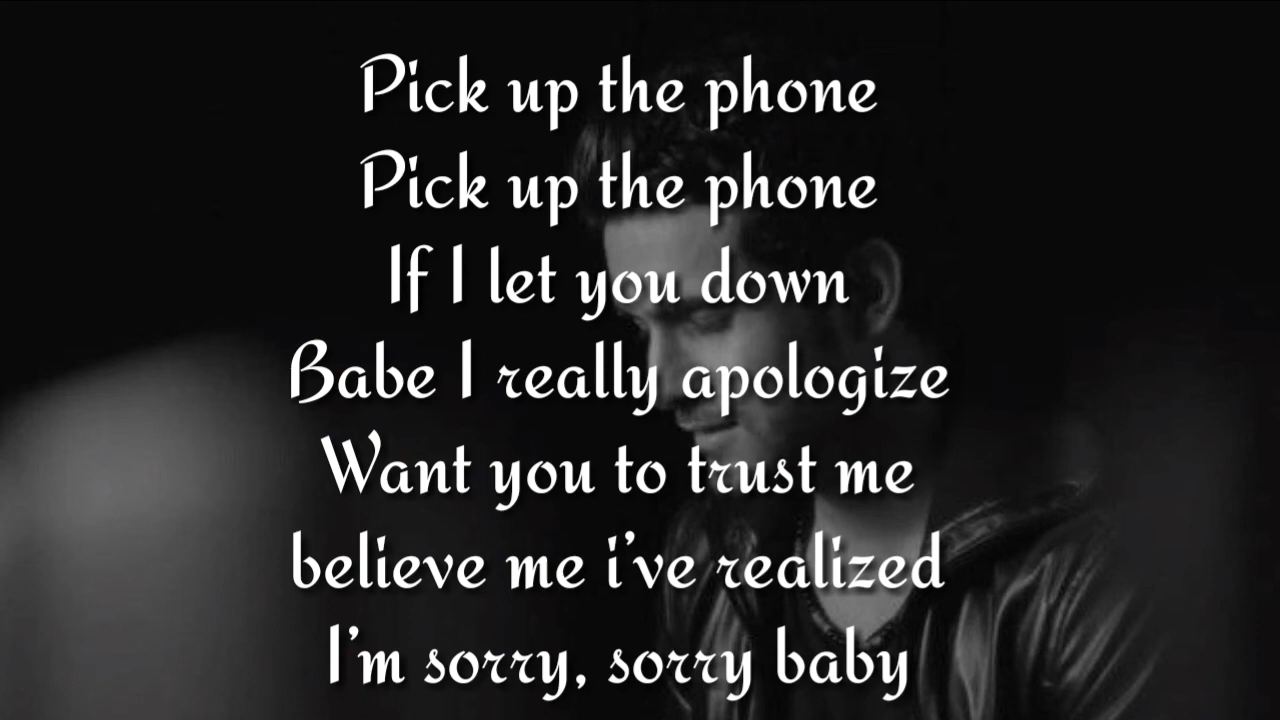 Pick up the phone
Pick up the phone
If I let you down
Babe I really apologize
Want you to trust me
believe me i've realized
I'm sorry, sorry baby